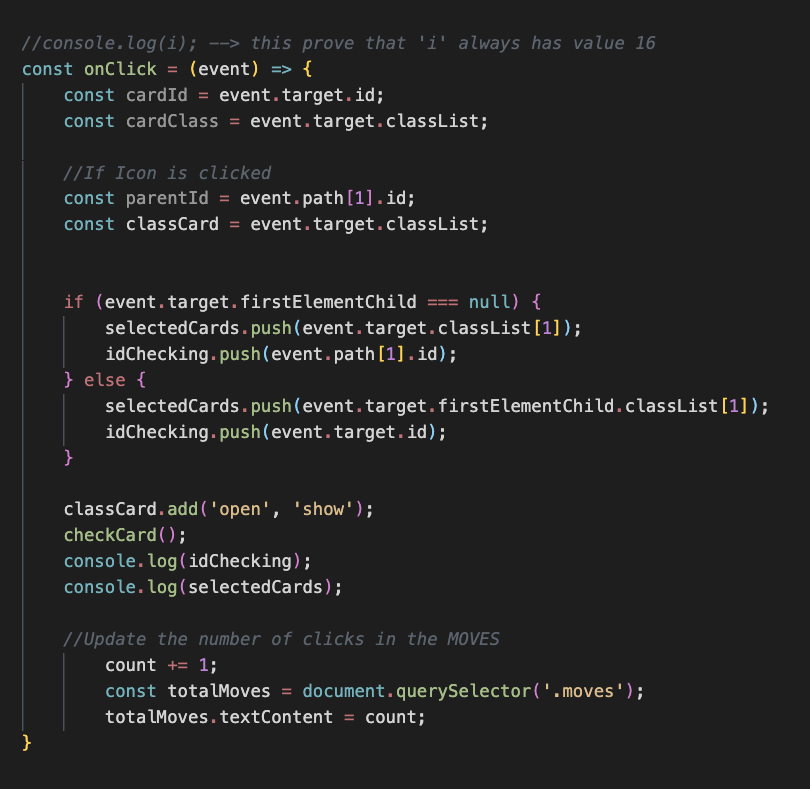 //console.log(i); --> this prove that 'i' always has value 16
const onClick = (event) => {
const cardId = event.target.id;
const cardClass = event.target.classList;
//If Icon is clicked
const parentId = event.path[1].id;
const classCard = event.target.classList;
if (event.target.firstElementChild === null) {
selectedCards.push(event.target.classList[1]);
idChecking.push(event.path[1].id);
} else {
selectedCards.push(event.target.firstElementChild.classList[1]);
idChecking.push(event.target.id);
}
classCard.add('open', 'show');
checkCard();
console.log(idChecking);
console.log(selectedCards);
//Update the number of clicks in the MOVES
count += 1;
const totalMoves = document.querySelector('.moves');
totalMoves.textContent = count;
}